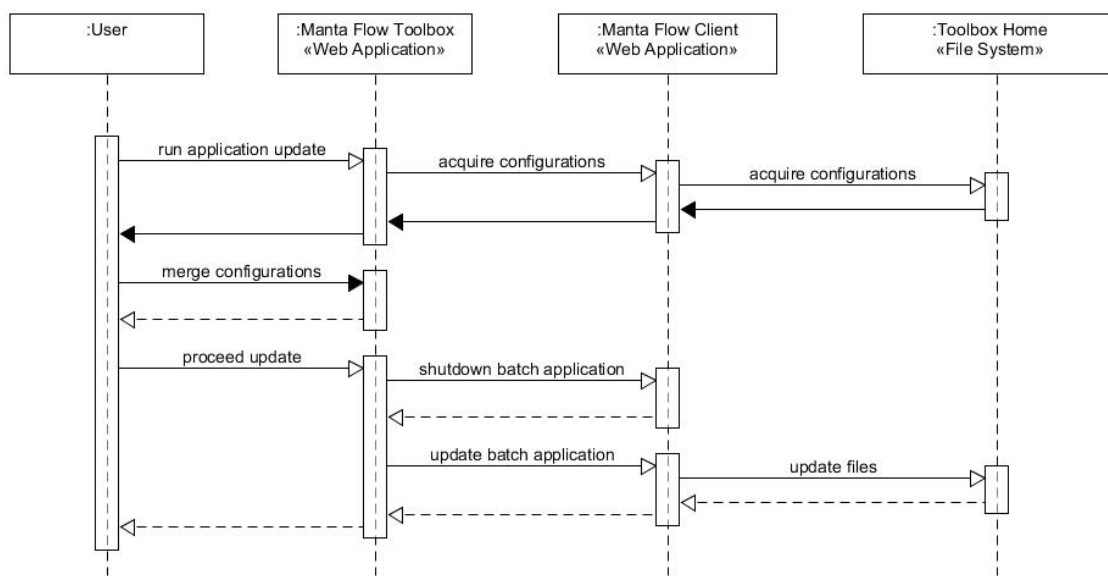 :User
:Manta Flow Toolbox
«Web Application»
:Manta Flow Client
«Web Application»
:Toolbox Home
«File System»
run application update
acquire configurations
acquire configurations
merge configurations
proceed update
shutdown batch application
update batch application
update files